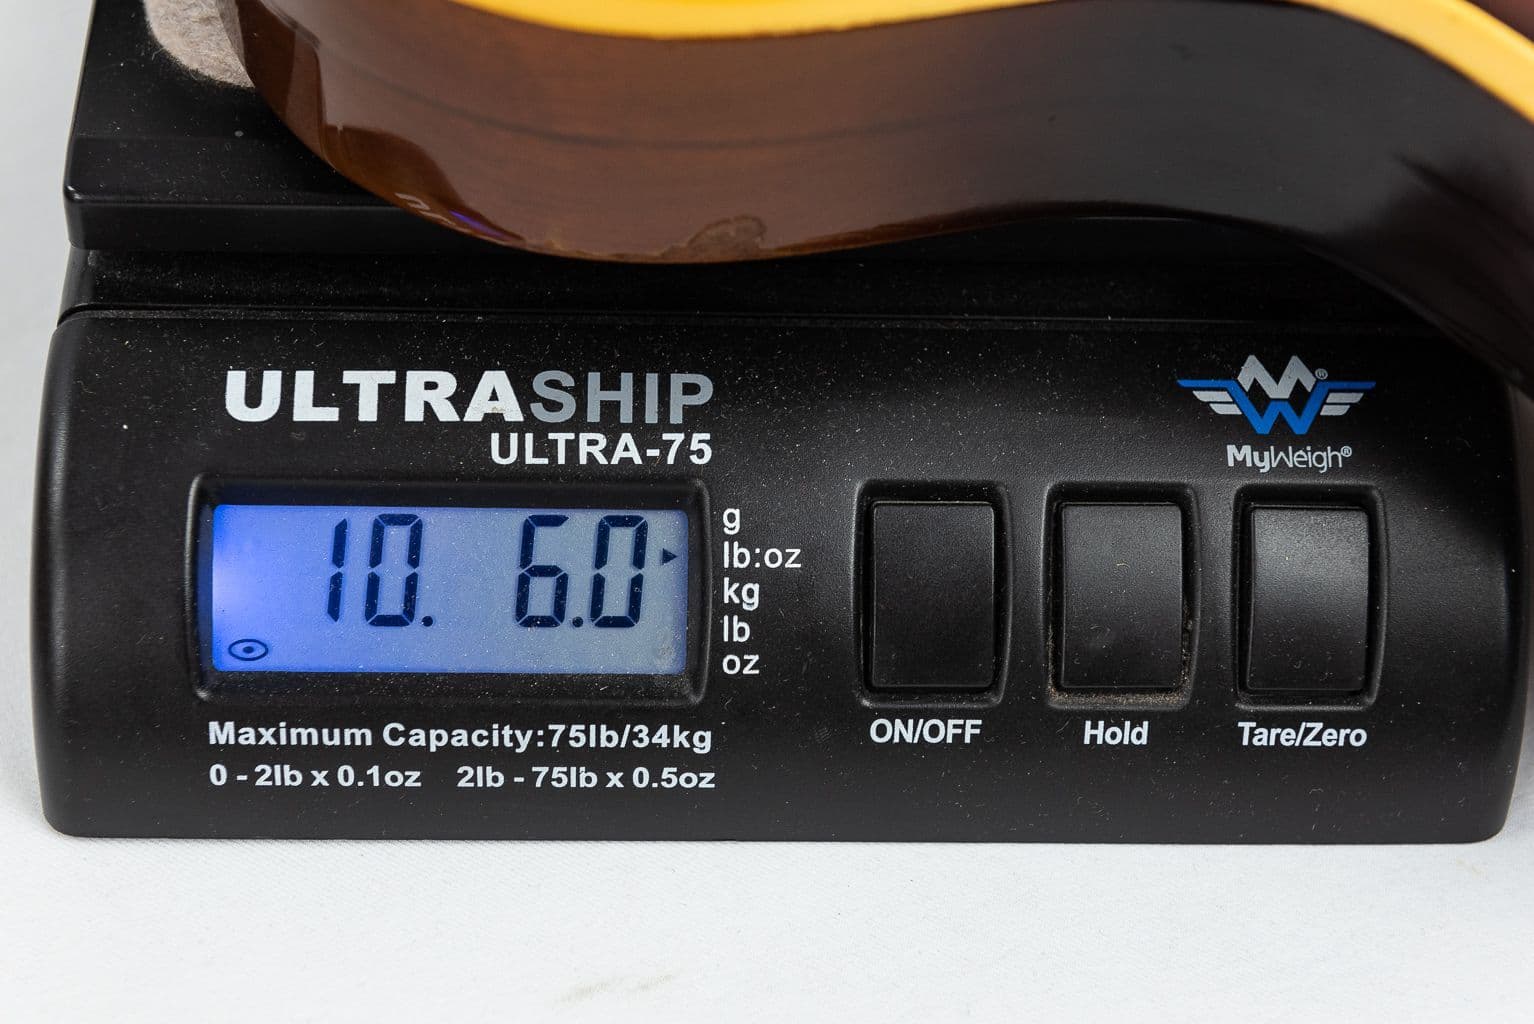 ULTRASHIP
ULTRA-75
MW®
MyWeigh®
10. 6.0
g
lb:oz
kg
lb
oz
Maximum Capacity:75lb/34kg
0 - 2lb x 0.1oz 2lb - 75lb x 0.5oz
ON/OFF
Hold
Tare/Zero